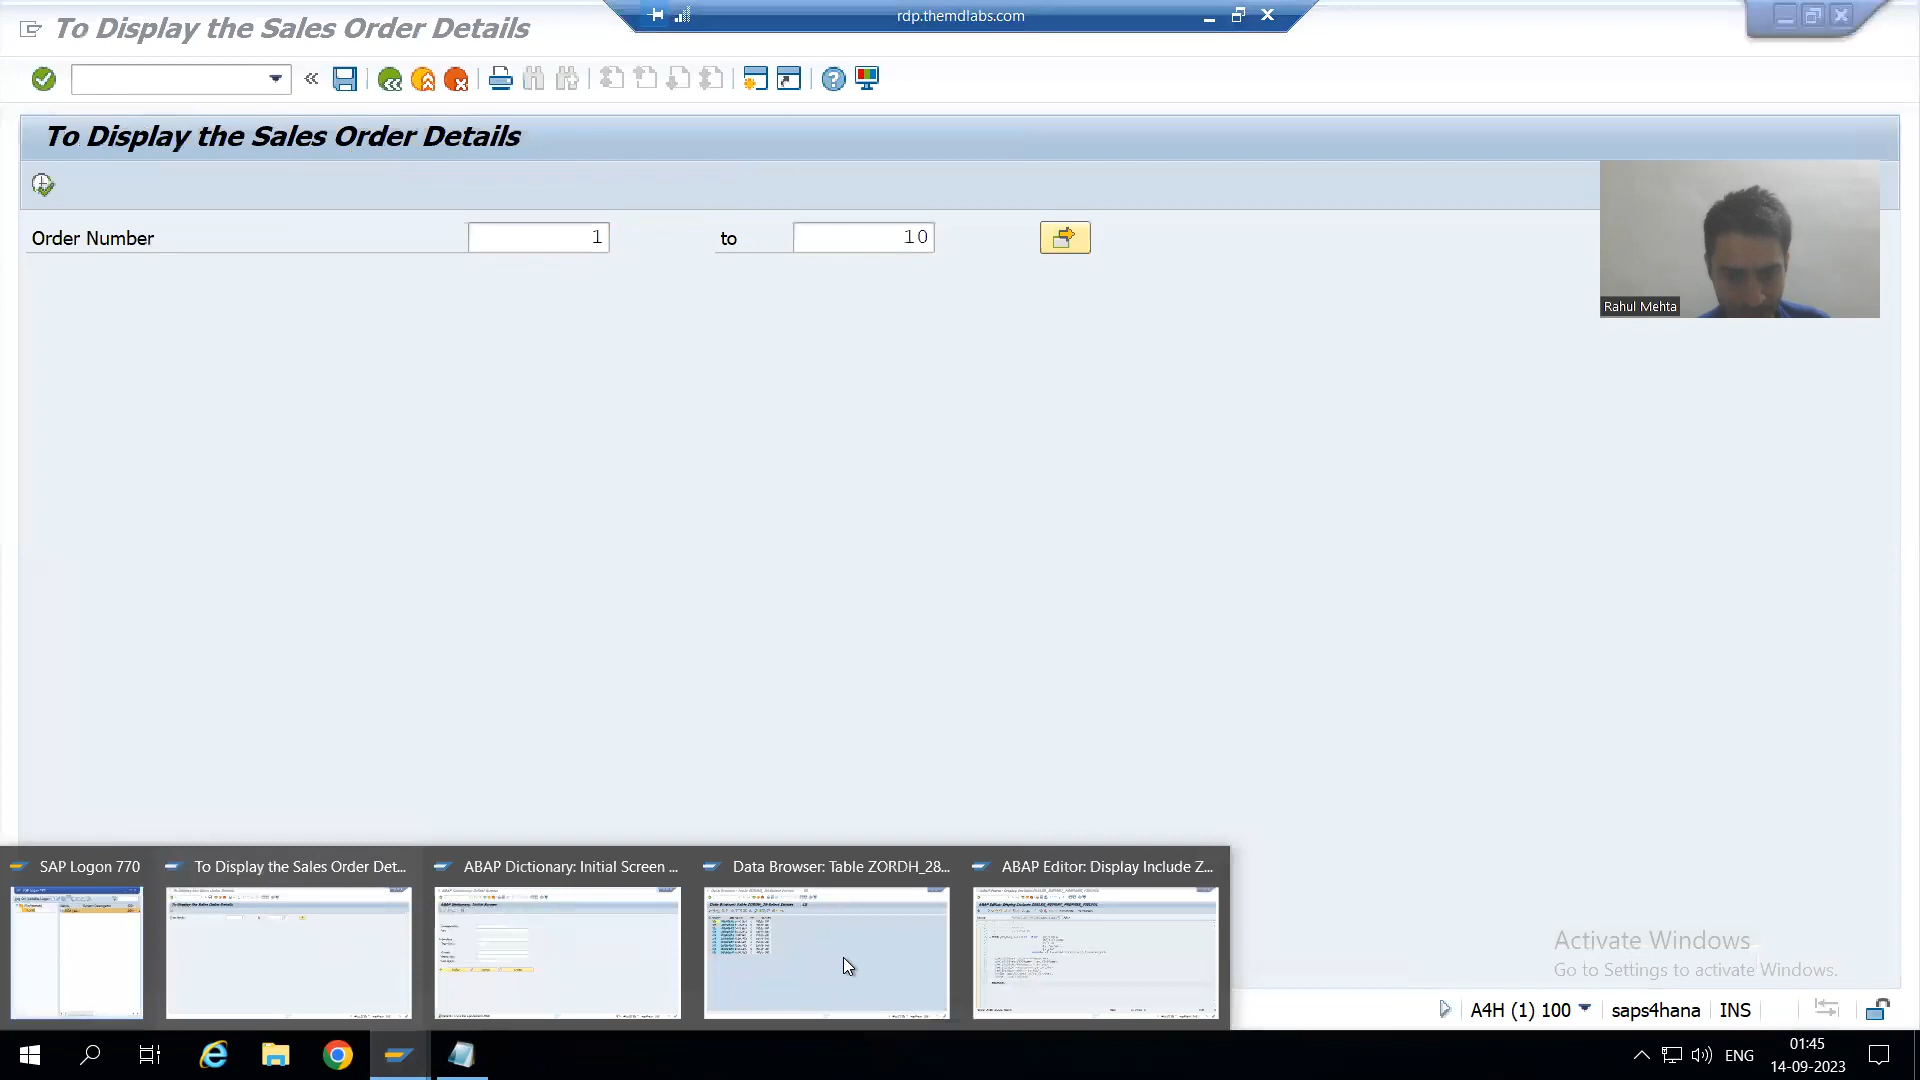 To Display the Sales Order Details
rdp.themdlabs.com
To Display the Sales Order Details
Order Number
1
to
10
Rahul Mehta
SAP Logon 770
To Display the Sales Order Det...
ABAP Dictionary: Initial Screen ...
Data Browser: Table ZORDH_28...
ABAP Editor: Display Include Z...
Activate Windows
Go to Settings to activate Windows.
A4H (1) 100
saps4hana
INS
ENG
01:45
14-09-2023